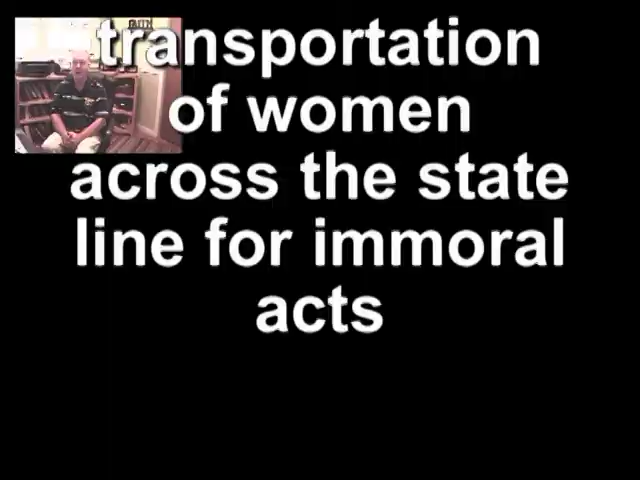 transportation
of women
across the state
line for immoral
acts